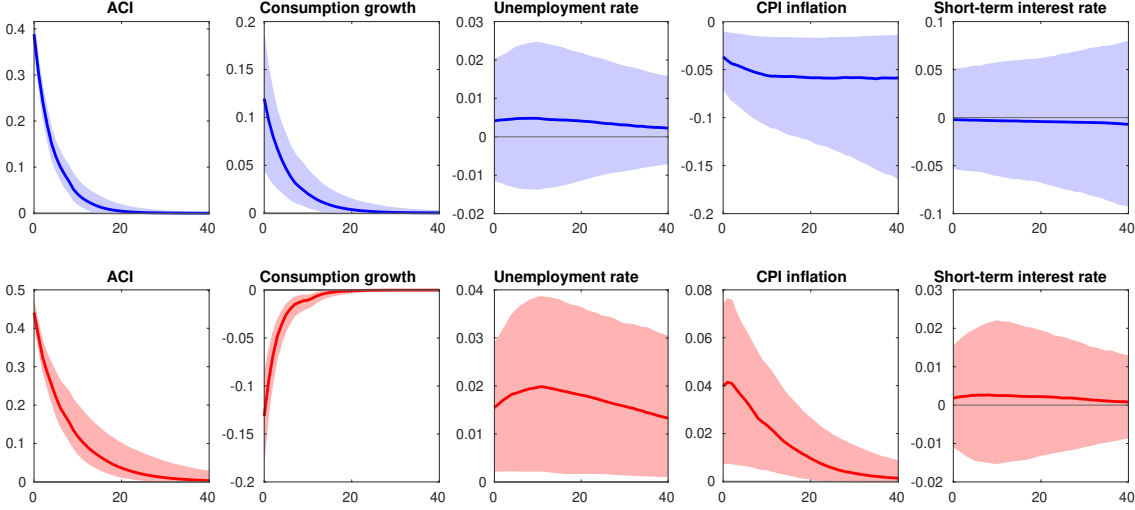 ACI Consumption growth Unemployment rate CPI inflation Short-term interest rate
0.4 0.2 0.04 0 0.1
0.3 0.15 0.02 -0.05 0.05
0.2 0.1 0.01 -0.1 0
0.1 0.05 0 -0.15 -0.05
0 0 -0.01 -0.2 -0.1
-0.02
0 20 40 0 20 40 0 20 40 0 20 40 0 20 40
ACI Consumption growth Unemployment rate CPI inflation Short-term interest rate
0.5 0 0.04 0.08 0.03
0.4 -0.05 0.02 0.06 0.02
0.3 -0.1 0 0.04 0.01
0.2 -0.15 0.02 0
0.1 -0.2 0 -0.01
0 -0.02
0 20 40 0 20 40 0 20 40 0 20 40 0 20 40